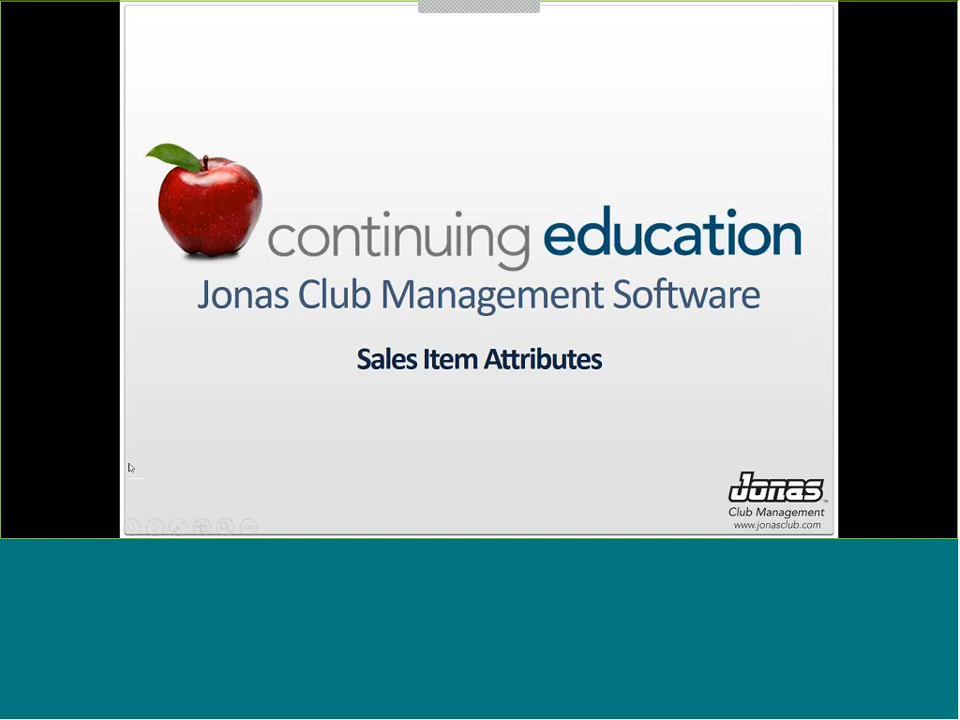 continuing education
Jonas Club Management Software
Sales Item Attributes
Jonas
Club Management
www.jonasclub.com